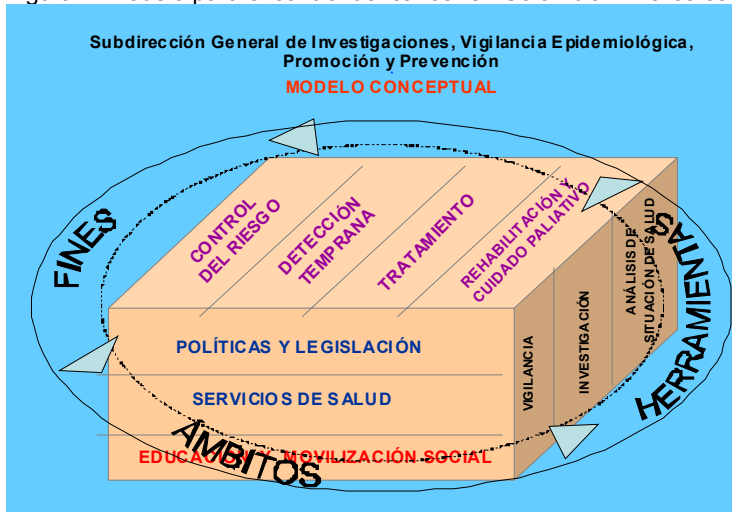 Subdirección General de Investigaciones, Vigilancia Epidemiológica,
Promoción y Prevención
MODELO CONCEPTUAL
FINES
CONTROL
DEL RIESGO
DETECCIÓN
TEMPRANA
TRATAMIENTO
REHABILITACIÓN Y
CUIDADO PALIATIVO
HERRAMIENTAS
VIGILANCIA
INVESTIGACIÓN
ANÁLISIS DE
SITUACIÓN DE SALUD
POLÍTICAS Y LEGISLACIÓN
SERVICIOS DE SALUD
EDUCACIÓN Y MOVILIZACIÓN SOCIAL
ÁMBITOS